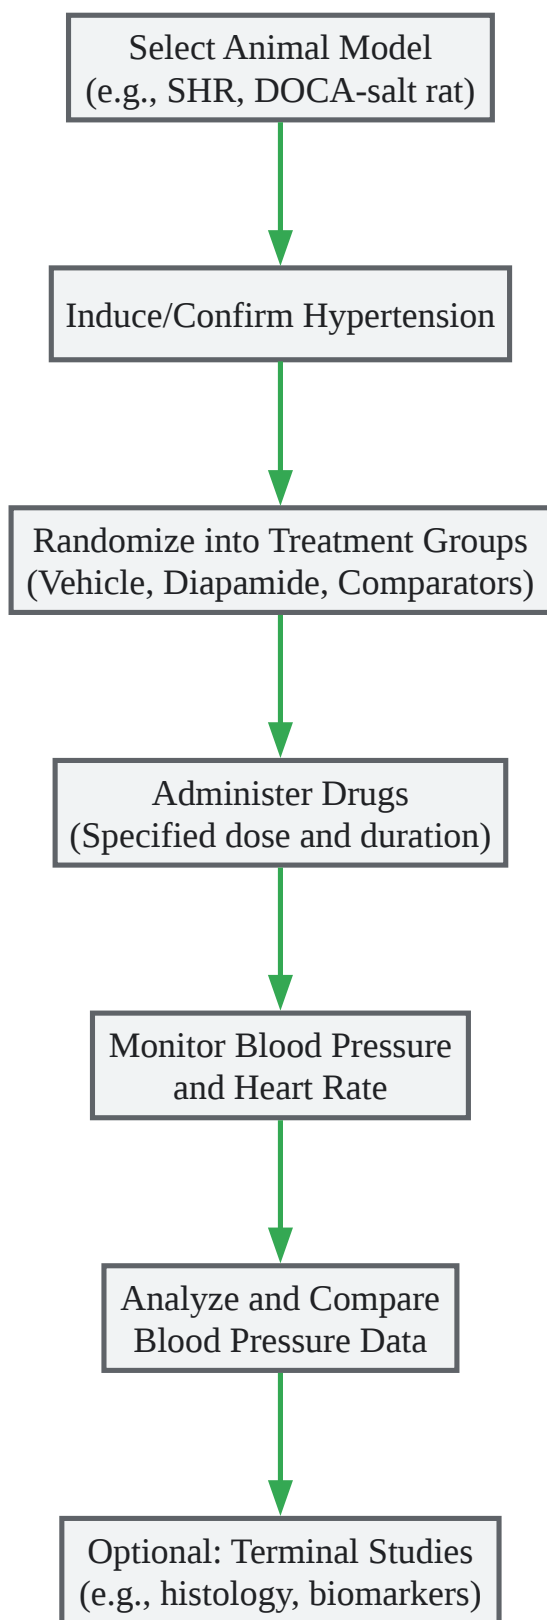 Select Animal Model
(e.g., SHR, DOCA-salt rat)
Induce/Confirm Hypertension
Randomize into Treatment Groups
(Vehicle, Diapamide, Comparators)
Administer Drugs
(Specified dose and duration)
Monitor Blood Pressure
and Heart Rate
Analyze and Compare
Blood Pressure Data
Optional: Terminal Studies
(e.g., histology, biomarkers)